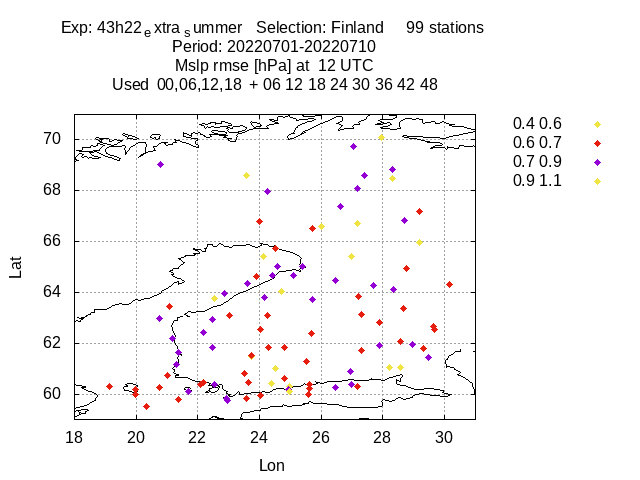 Exp: 43h22 e xtra s ummer Selection: Finland 99 stations
Period: 20220701-20220710
Mslp rmse [hPa] at 12 UTC
Used 00,06,12,18 + 06 12 18 24 30 36 42 48
0.4 0.6
0.6 0.7
0.7 0.9
0.9 1.1
70
68
66
64
62
60
Lat
18 20 22 24 26 28 30
Lon